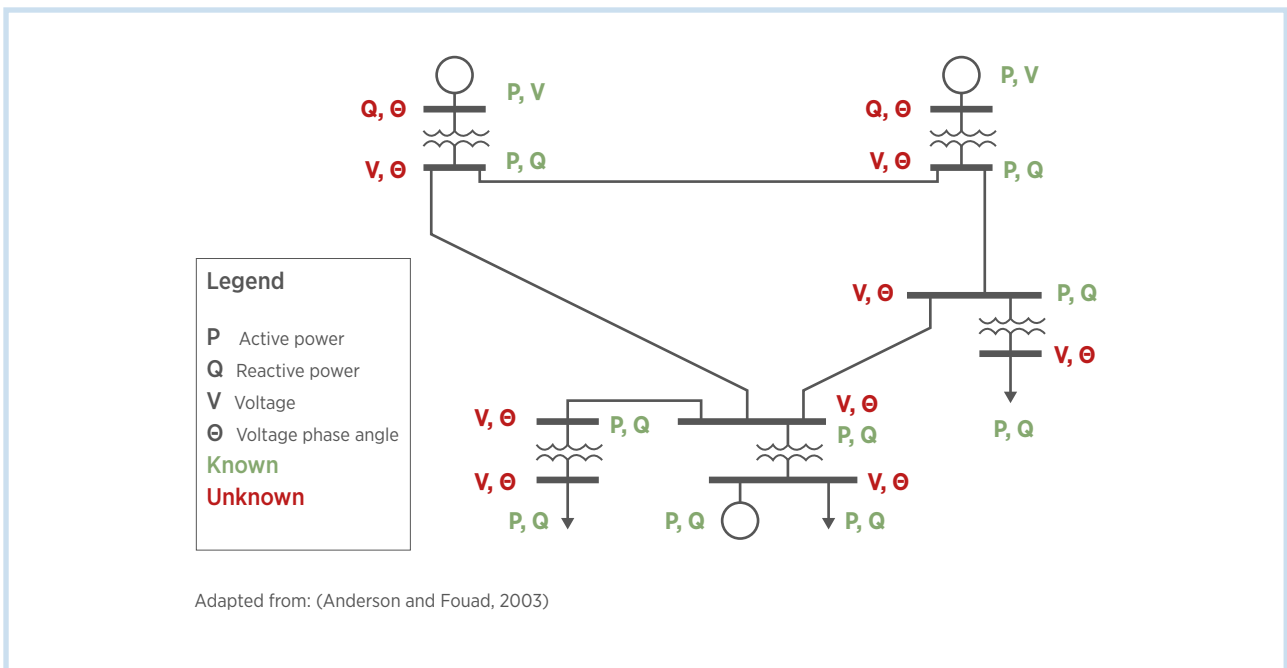 P, V
P, V
Q, Θ
Q, Θ
V, Θ
P, Q
V, Θ
P, Q
Legend
P Active power
Q Reactive power
V Voltage
Θ Voltage phase angle
Known
Unknown
V, Θ
P, Q
V, Θ
P, Q
V, Θ
P, Q
V, Θ
P, Q
V, Θ
P, Q
V, Θ
P, Q
P, Q
Adapted from: (Anderson and Fouad, 2003)